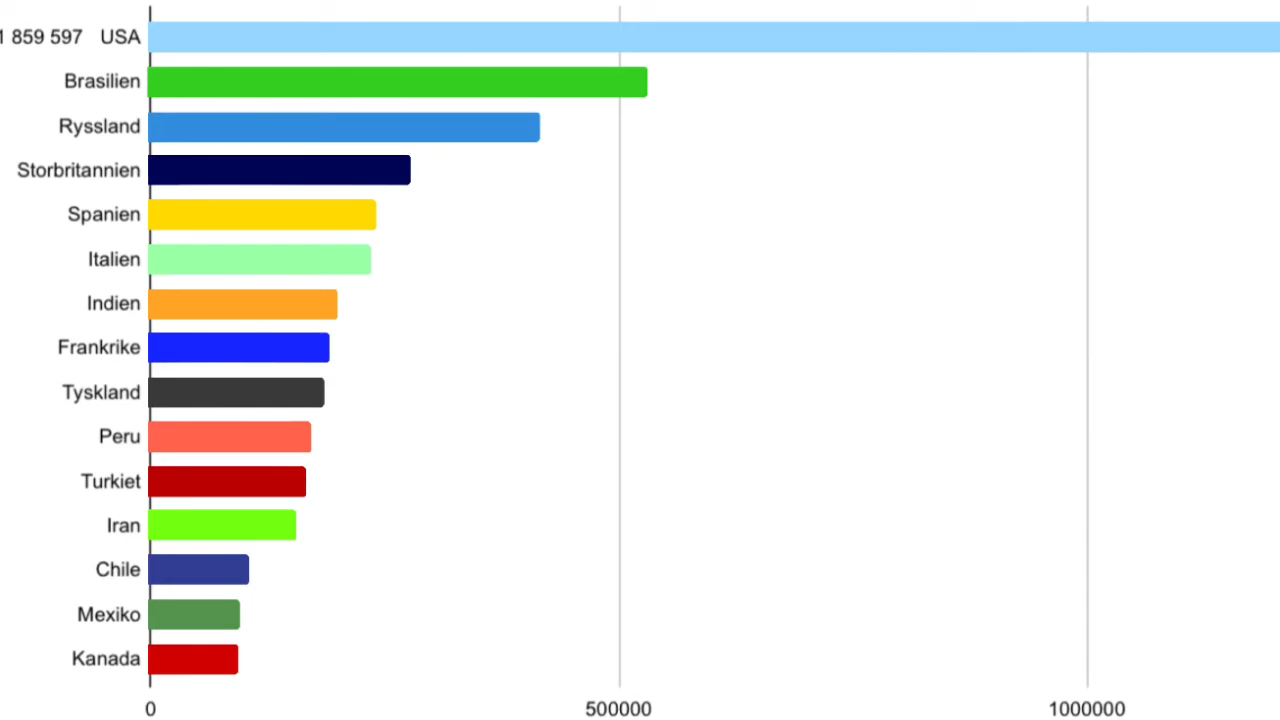 1 859 597 USA
Brasilien
Ryssland
Storbritannien
Spanien
Italien
Indien
Frankrike
Tyskland
Peru
Turkiet
Iran
Chile
Mexiko
Kanada
0 500000 1000000